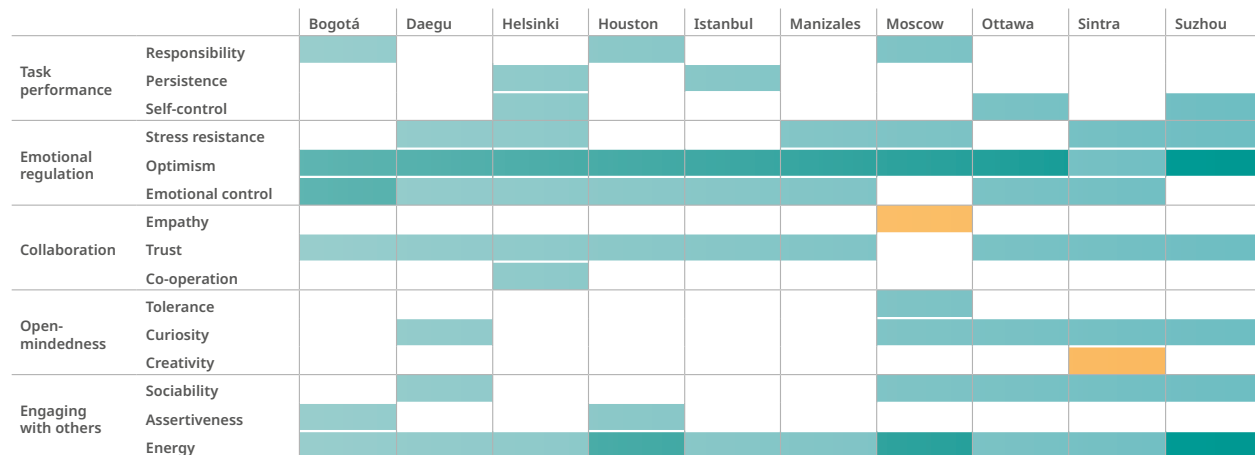 Bogotá Daegu Helsinki Houston Istanbul Manizales Moscow Ottawa Sintra Suzhou
Task
performance
Responsibility
Persistence
Self-control
Emotional
regulation
Stress resistance
Optimism
Emotional control
Collaboration
Empathy
Trust
Co-operation
Open-
mindedness
Tolerance
Curiosity
Creativity
Engaging
with others
Sociability
Assertiveness
Energy